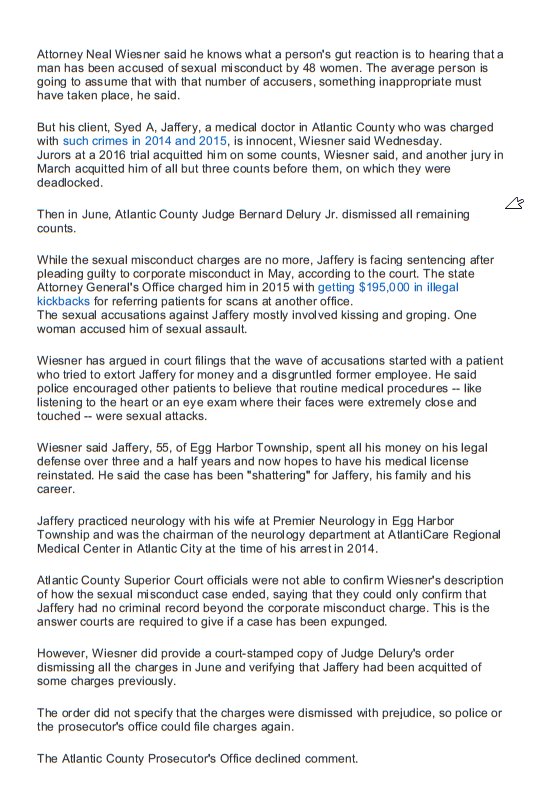 Attorney Neal Wiesner said he knows what a person's gut reaction is to hearing that a
man has been accused of sexual misconduct by 48 women. The average person is
going to assume that with that number of accusers, something inappropriate must
have taken place, he said.
But his client, Syed A, Jaffery, a medical doctor in Atlantic County who was charged
with such crimes in 2014 and 2015, is innocent, Wiesner said Wednesday.
Jurors at a 2016 trial acquitted him on some counts, Wiesner said, and another jury in
March acquitted him of all but three counts before them, on which they were
deadlocked.
Then in June, Atlantic County Judge Bernard Delury Jr. dismissed all remaining
counts.
While the sexual misconduct charges are no more, Jaffery is facing sentencing after
pleading guilty to corporate misconduct in May, according to the court. The state
Attorney General's Office charged him in 2015 with getting $195,000 in illegal
kickbacks for referring patients for scans at another office.
The sexual accusations against Jaffery mostly involved kissing and groping. One
woman accused him of sexual assault.
Wiesner has argued in court filings that the wave of accusations started with a patient
who tried to extort Jaffery for money and a disgruntled former employee. He said
police encouraged other patients to believe that routine medical procedures -- like
listening to the heart or an eye exam where their faces were extremely close and
touched -- were sexual attacks.
Wiesner said Jaffery, 55, of Egg Harbor Township, spent all his money on his legal
defense over three and a half years and now hopes to have his medical license
reinstated. He said the case has been "shattering" for Jaffery, his family and his
career.
Jaffery practiced neurology with his wife at Premier Neurology in Egg Harbor
Township and was the chairman of the neurology department at AtlantiCare Regional
Medical Center in Atlantic City at the time of his arrest in 2014.
Atlantic County Superior Court officials were not able to confirm Wiesner's description
of how the sexual misconduct case ended, saying that they could only confirm that
Jaffery had no criminal record beyond the corporate misconduct charge. This is the
answer courts are required to give if a case has been expunged.
However, Wiesner did provide a court-stamped copy of Judge Delury's order
dismissing all the charges in June and verifying that Jaffery had been acquitted of
some charges previously.
The order did not specify that the charges were dismissed with prejudice, so police or
the prosecutor's office could file charges again.
The Atlantic County Prosecutor's Office declined comment.